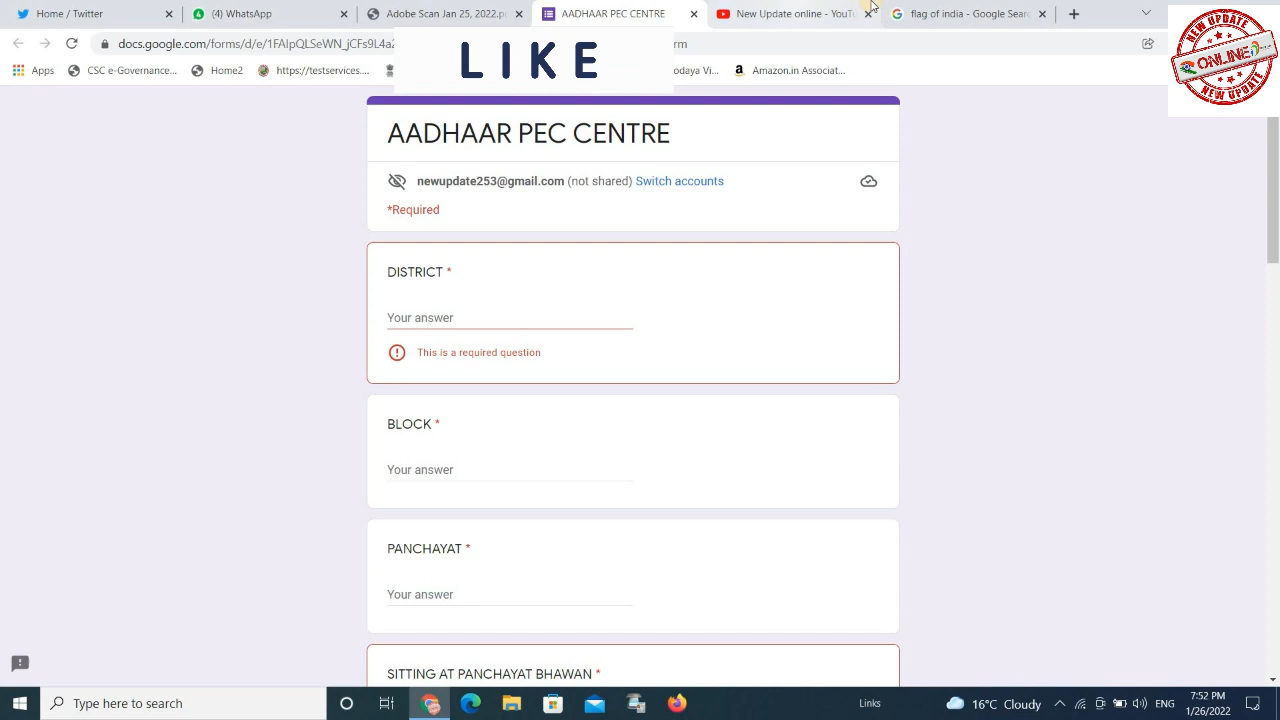 Home / Twitter
(4) WhatsApp
Adobe Scan Jan 25, 2022.p
AADHAAR PEC CENTRE
New Update online - YouTu
flag of india - Google Search
docs.google.com/forms/d/e/1FAIpQLSeWN_jCFs9L4a2
rm
LIKE
NEW UPDATE
ONLINE
NEW UPDATE
Apps
CSC e-Governance...
Home2
https://testservices....
odaya Vi...
Amazon.in Associat...
AADHAAR PEC CENTRE
newupdate253@gmail.com (not shared) Switch accounts
*Required
DISTRICT *
Your answer
This is a required question
BLOCK *
Your answer
PANCHAYAT *
Your answer
SITTING AT PANCHAYAT BHAWAN *
Type here to search
Links
16°C Cloudy
ENG
7:52 PM
1/26/2022